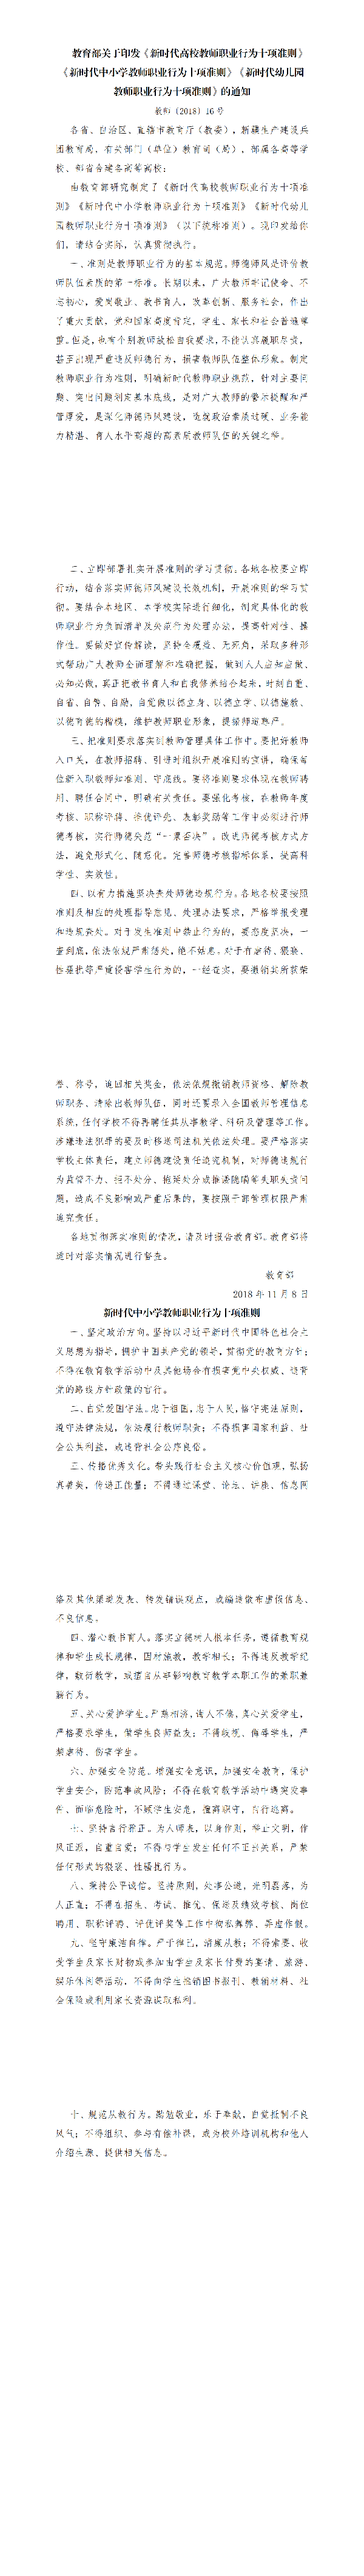 教育部关于印发《新时代高校教师职业行为十项准则》
《新时代中小学教师职业行为十项准则》《新时代幼儿园
教师职业行为十项准则》的通知
教师〔2018〕16号
各省、自治区、直辖市教育厅（教委），新疆生产建设兵
团教育局，有关部门（单位）教育司（局），部属各高等学
校、部省合建各高等学校：
由教育部研究制定了《新时代高校教师职业行为十项准
则》《新时代中小学教师职业行为十项准则》《新时代幼儿
园教师职业行为十项准则》（以下统称准则）。现印发给你
们，请结合实际，认真贯彻执行。
一、准则是教师职业行为的基本规范。师德师风是评价教
师队伍素质的第一标准。长期以来，广大教师牢记使命、不
忘初心，爱岗敬业、教书育人，改革创新、服务社会，作出
了重大贡献，党和国家高度肯定，学生、家长和社会普遍尊
重。但是，也有个别教师放松自我要求，不能认真履职尽责，
甚至出现严重违反师德行为，损害教师队伍整体形象。制定
教师职业行为准则，明确新时代教师职业规范，针对主要问
题、突出问题划定基本底线，是对广大教师的警示提醒和严
管厚爱，是深化师德师风建设，造就政治素质过硬、业务能
力精湛、育人水平高超的高素质教师队伍的关键之举。
二、立即部署扎实开展准则的学习贯彻。各地各校要立即
行动，结合落实师德师风建设长效机制，开展准则的学习贯
彻。要结合本地区、本学校实际进行细化，制定具体化的教
师职业行为负面清单及失范行为处理办法，提高针对性、操
作性。要做好宣传解读，坚持全覆盖、无死角，采取多种形
式帮助广大教师全面理解和准确把握，做到人人应知应做、
必知必做，真正把教书育人和自我修养结合起来，时刻自重、
自省、自警、自励，自觉做以德立身、以德立学、以德施教、
以德育德的楷模，维护教师职业形象，提振师道尊严。
三、把准则要求落实到教师管理具体工作中。要把好教师
入口关，在教师招聘、引进时组织开展准则的宣讲，确保每
位新入职教师知准则、守底线。要将准则要求体现在教师聘
用、聘任合同中，明确有关责任。要强化考核，在教师年度
考核、职称评聘、推优评先、表彰奖励等工作中必须进行师
德考核，实行师德失范“一票否决”。改进师德考核方式方
法，避免形式化、随意化。完善师德考核指标体系，提高科
学性、实效性。
四、以有力措施坚决查处师德违规行为。各地各校要按照
准则及相应的处理指导意见、处理办法要求，严格举报受理
和违规查处。对于发生准则中禁止行为的，要态度坚决，一
查到底，依法依规严肃惩处，绝不姑息。对于有虐待、猥亵、
性骚扰等严重侵害学生行为的，一经查实，要撤销其所获荣
誉、称号，追回相关奖金，依法依规撤销教师资格、解除教
师职务、清除出教师队伍，同时还要录入全国教师管理信息
系统，任何学校不得再聘任其从事教学、科研及管理等工作。
涉嫌违法犯罪的要及时移送司法机关依法处理。要严格落实
学校主体责任，建立师德建设责任追究机制，对师德违规行
为监管不力、拒不处分、拖延处分或推诿隐瞒等失职失责问
题，造成不良影响或严重后果的，要按照干部管理权限严肃
追究责任。
各地贯彻落实准则的情况，请及时报告教育部。教育部将
适时对落实情况进行督查。
教育部
2018年11月8日
新时代中小学教师职业行为十项准则
一、坚定政治方向。坚持以习近平新时代中国特色社会主
义思想为指导，拥护中国共产党的领导，贯彻党的教育方针；
不得在教育教学活动中及其他场合有损害党中央权威、违背
党的路线方针政策的言行。
二、自觉爱国守法。忠于祖国，忠于人民，恪守宪法原则，
遵守法律法规，依法履行教师职责；不得损害国家利益、社
会公共利益，或违背社会公序良俗。
三、传播优秀文化。带头践行社会主义核心价值观，弘扬
真善美，传递正能量；不得通过课堂、论坛、讲座、信息网
络及其他渠道发表、转发错误观点，或编造散布虚假信息、
不良信息。
四、潜心教书育人。落实立德树人根本任务，遵循教育规
律和学生成长规律，因材施教，教学相长；不得违反教学纪
律，敷衍教学，或擅自从事影响教育教学本职工作的兼职兼
薪行为。
五、关心爱护学生。严慈相济，诲人不倦，真心关爱学生，
严格要求学生，做学生良师益友；不得歧视、侮辱学生，严
禁虐待、伤害学生。
六、加强安全防范。增强安全意识，加强安全教育，保护
学生安全，防范事故风险；不得在教育教学活动中遇突发事
件、面临危险时，不顾学生安危，擅离职守，自行逃离。
七、坚持言行雅正。为人师表，以身作则，举止文明，作
风正派，自重自爱；不得与学生发生任何不正当关系，严禁
任何形式的猥亵、性骚扰行为。
八、秉持公平诚信。坚持原则，处事公道，光明磊落，为
人正直；不得在招生、考试、推优、保送及绩效考核、岗位
聘用、职称评聘、评优评奖等工作中徇私舞弊、弄虚作假。
九、坚守廉洁自律。严于律己，清廉从教；不得索要、收
受学生及家长财物或参加由学生及家长付费的宴请、旅游、
娱乐休闲等活动，不得向学生推销图书报刊、教辅材料、社
会保险或利用家长资源谋取私利。
十、规范从教行为。勤勉敬业，乐于奉献，自觉抵制不良
风气；不得组织、参与有偿补课，或为校外培训机构和他人
介绍生源、提供相关信息。